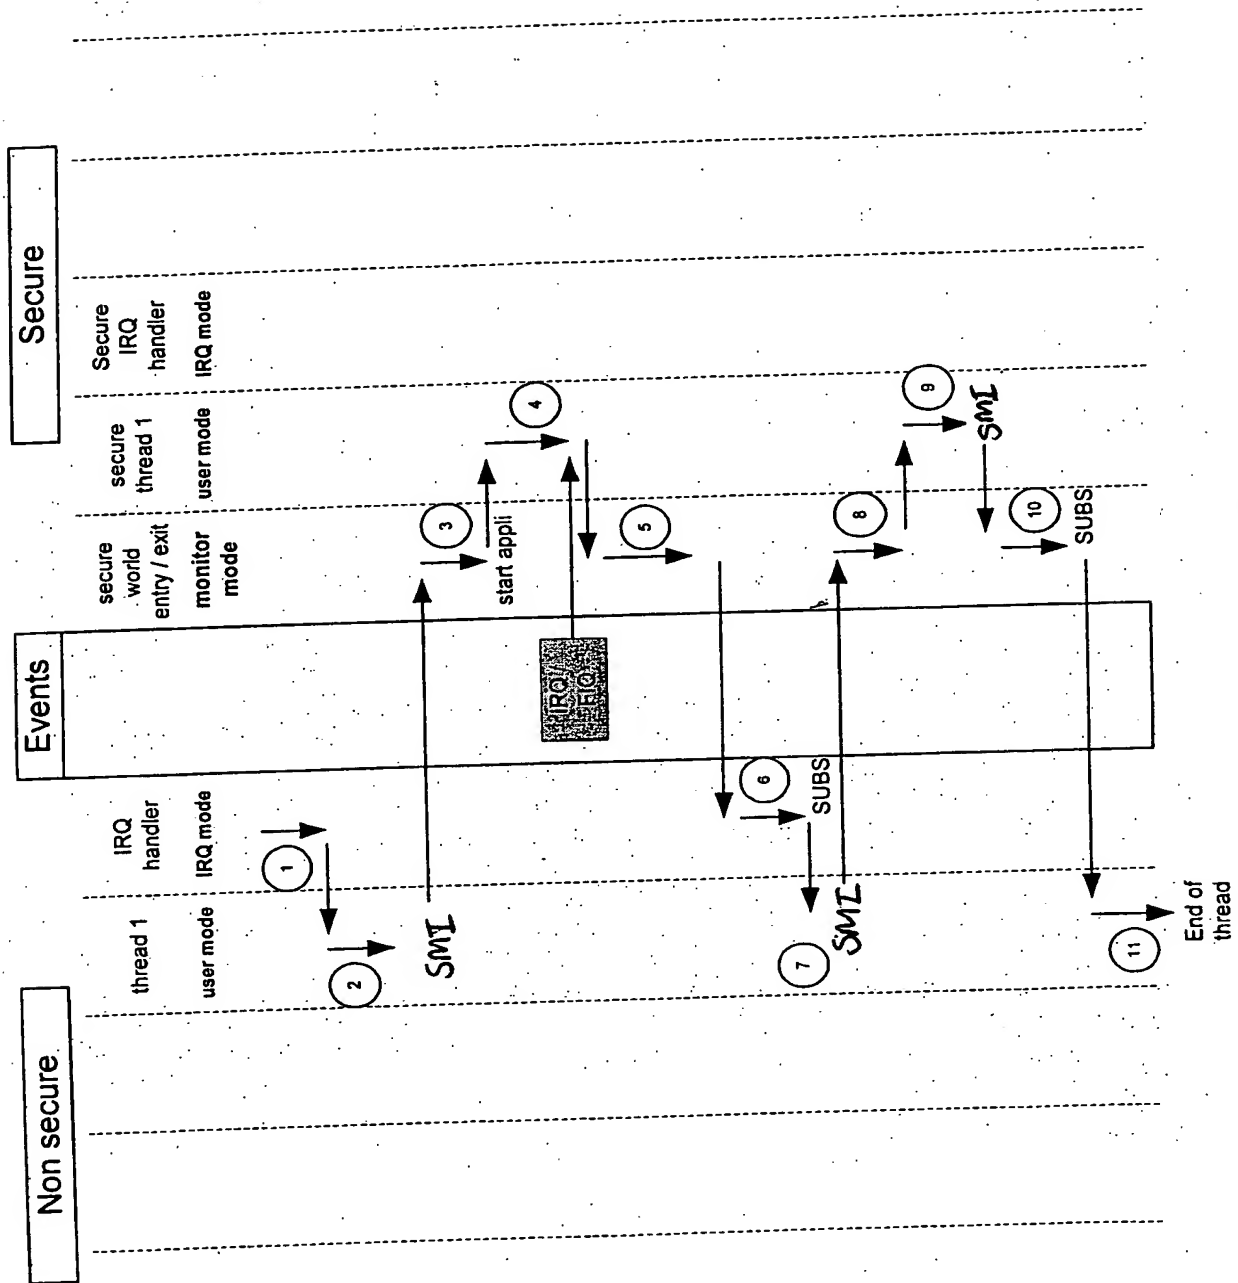 Non secure
Events
Secure
thread 1
user mode
IRQ
handler
IRQ mode
secure
world
entry / exit
monitor
mode
secure
thread 1
user mode
Secure
IRQ
handler
IRQ mode
1
2
SMI
3
start appli
4
IRQ /
FIQ
5
6
SUBS
7
SMI
8
9
SMI
10
SUBS
11
End of
thread